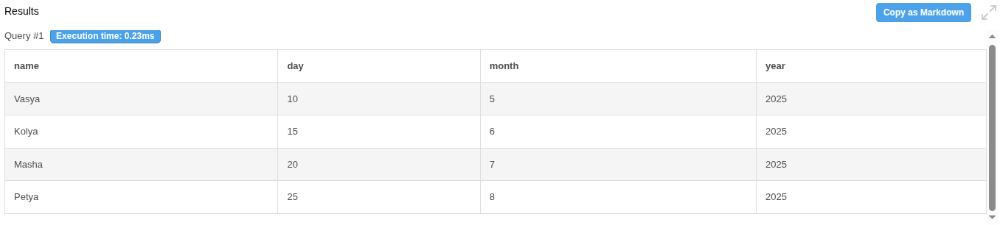 Results Copy as Markdown
Query #1 Execution time: 0.23ms
name day month year
Vasya 10 5 2025
Kolya 15 6 2025
Masha 20 7 2025
Petya 25 8 2025